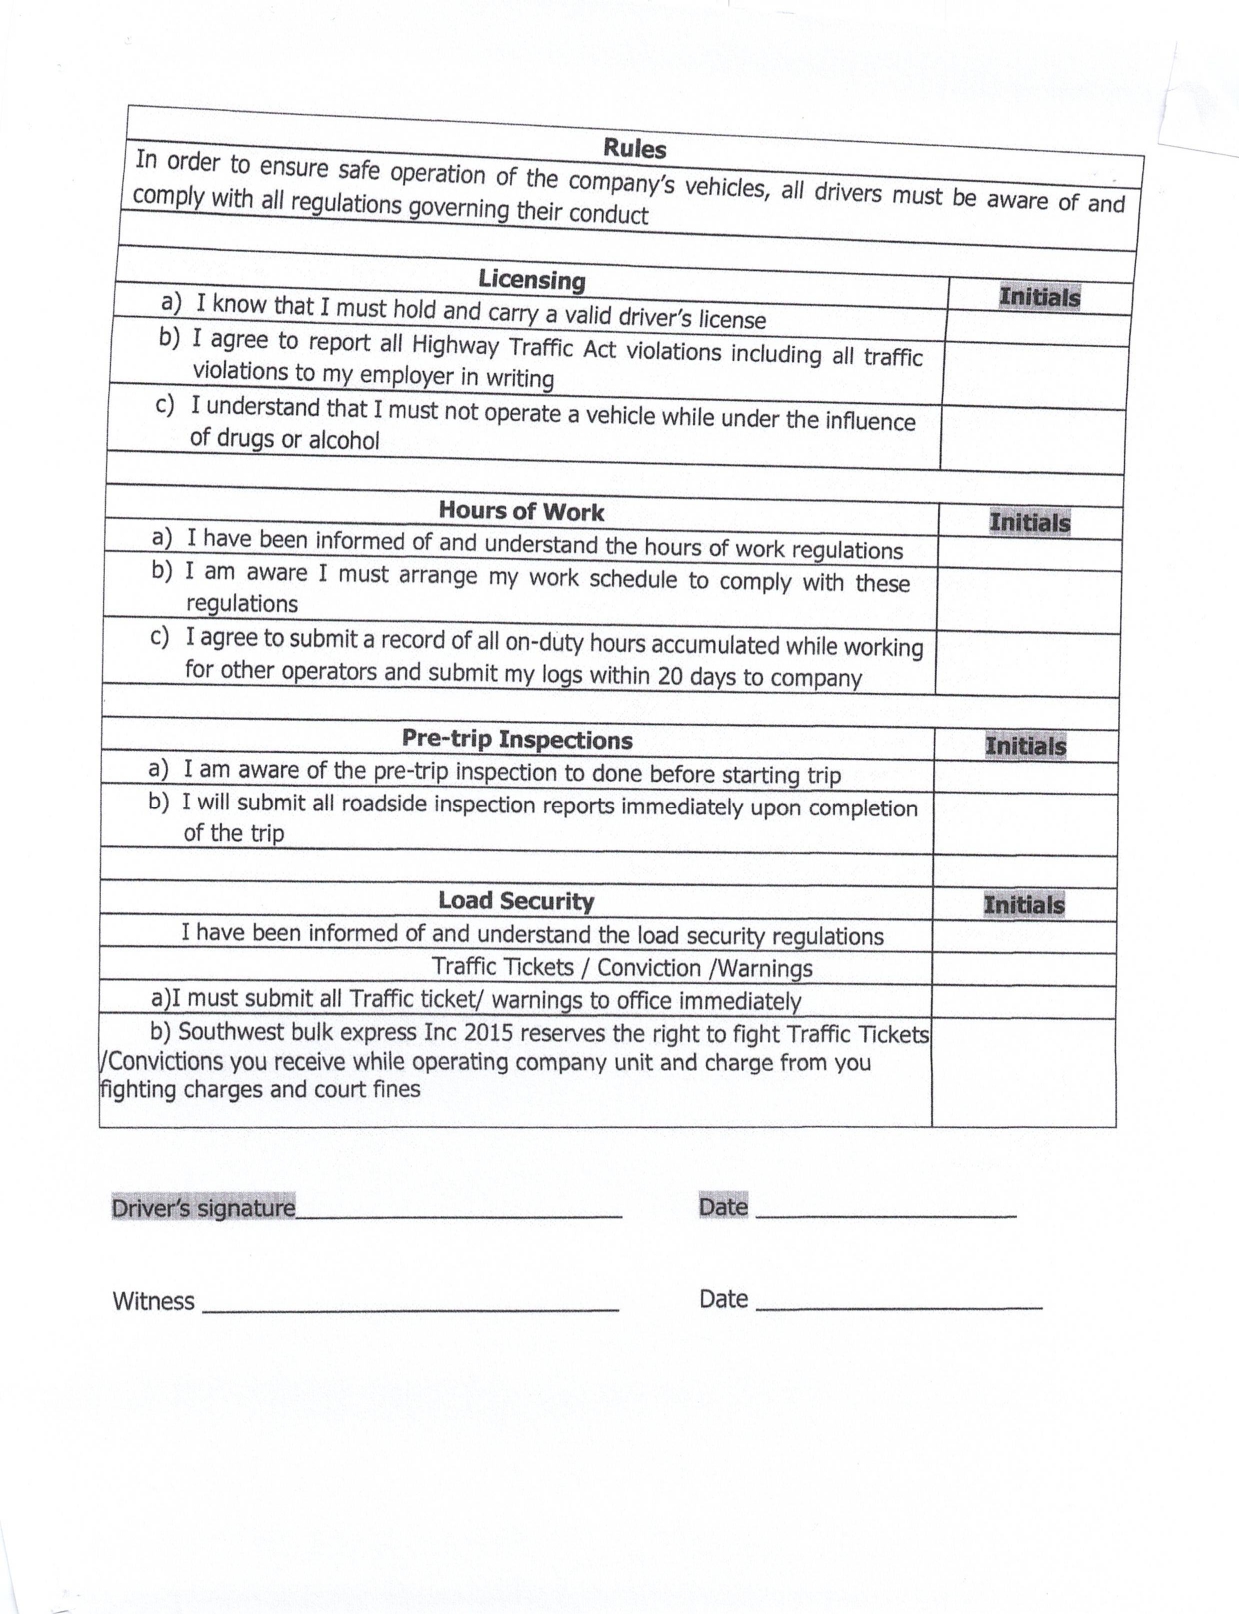 Rules
In order to ensure safe operation of the company's vehicles, all drivers must be aware of and
comply with all regulations governing their conduct
Licensing Initials
a) I know that I must hold and carry a valid driver's license
b) I agree to report all Highway Traffic Act violations including all traffic
violations to my employer in writing
c) I understand that I must not operate a vehicle while under the influence
of drugs or alcohol
Hours of Work Initials
a) I have been informed of and understand the hours of work regulations
b) I am aware I must arrange my work schedule to comply with these
regulations
c) I agree to submit a record of all on-duty hours accumulated while working
for other operators and submit my logs within 20 days to company
Pre-trip Inspections Initials
a) I am aware of the pre-trip inspection to done before starting trip
b) I will submit all roadside inspection reports immediately upon completion
of the trip
Load Security Initials
I have been informed of and understand the load security regulations
Traffic Tickets / Conviction /Warnings
a)I must submit all Traffic ticket/ warnings to office immediately
b) Southwest bulk express Inc 2015 reserves the right to fight Traffic Tickets
/Convictions you receive while operating company unit and charge from you
fighting charges and court fines
Driver's signature Date
Witness Date